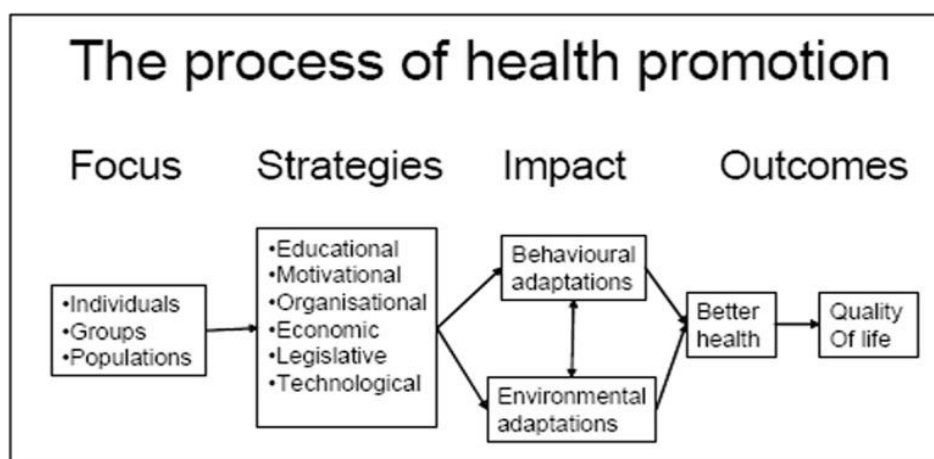 The process of health promotion
Focus
Strategies
Impact
Outcomes
•Individuals
•Groups
•Populations
•Educational
•Motivational
•Organisational
•Economic
•Legislative
•Technological
Behavioural
adaptations
Environmental
adaptations
Better
health
Quality
Of life